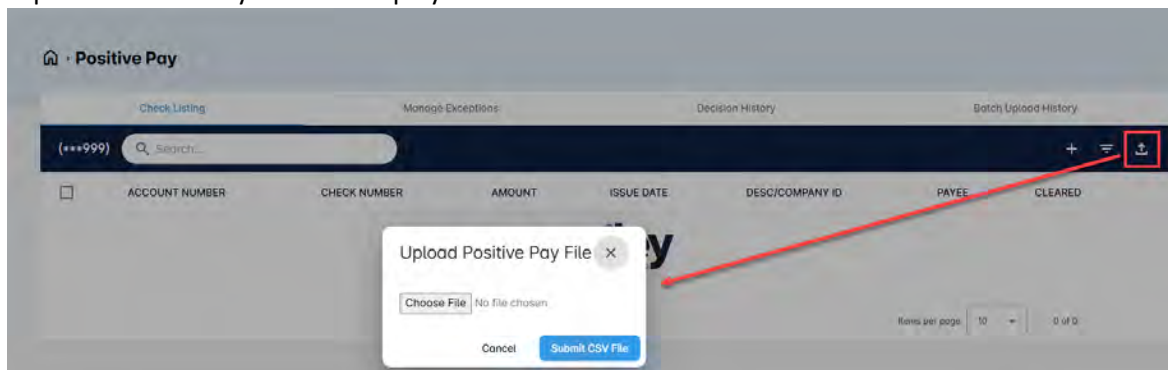 Positive Pay
Check Listing Manage Exceptions Decision History Batch Upload History
(***999) Search...
ACCOUNT NUMBER CHECK NUMBER AMOUNT ISSUE DATE DESC/COMPANY ID PAYEE CLEARED
Upload Positive Pay File
Choose File No file chosen
Items per page 10 0 of 0
Cancel Submit CSV File